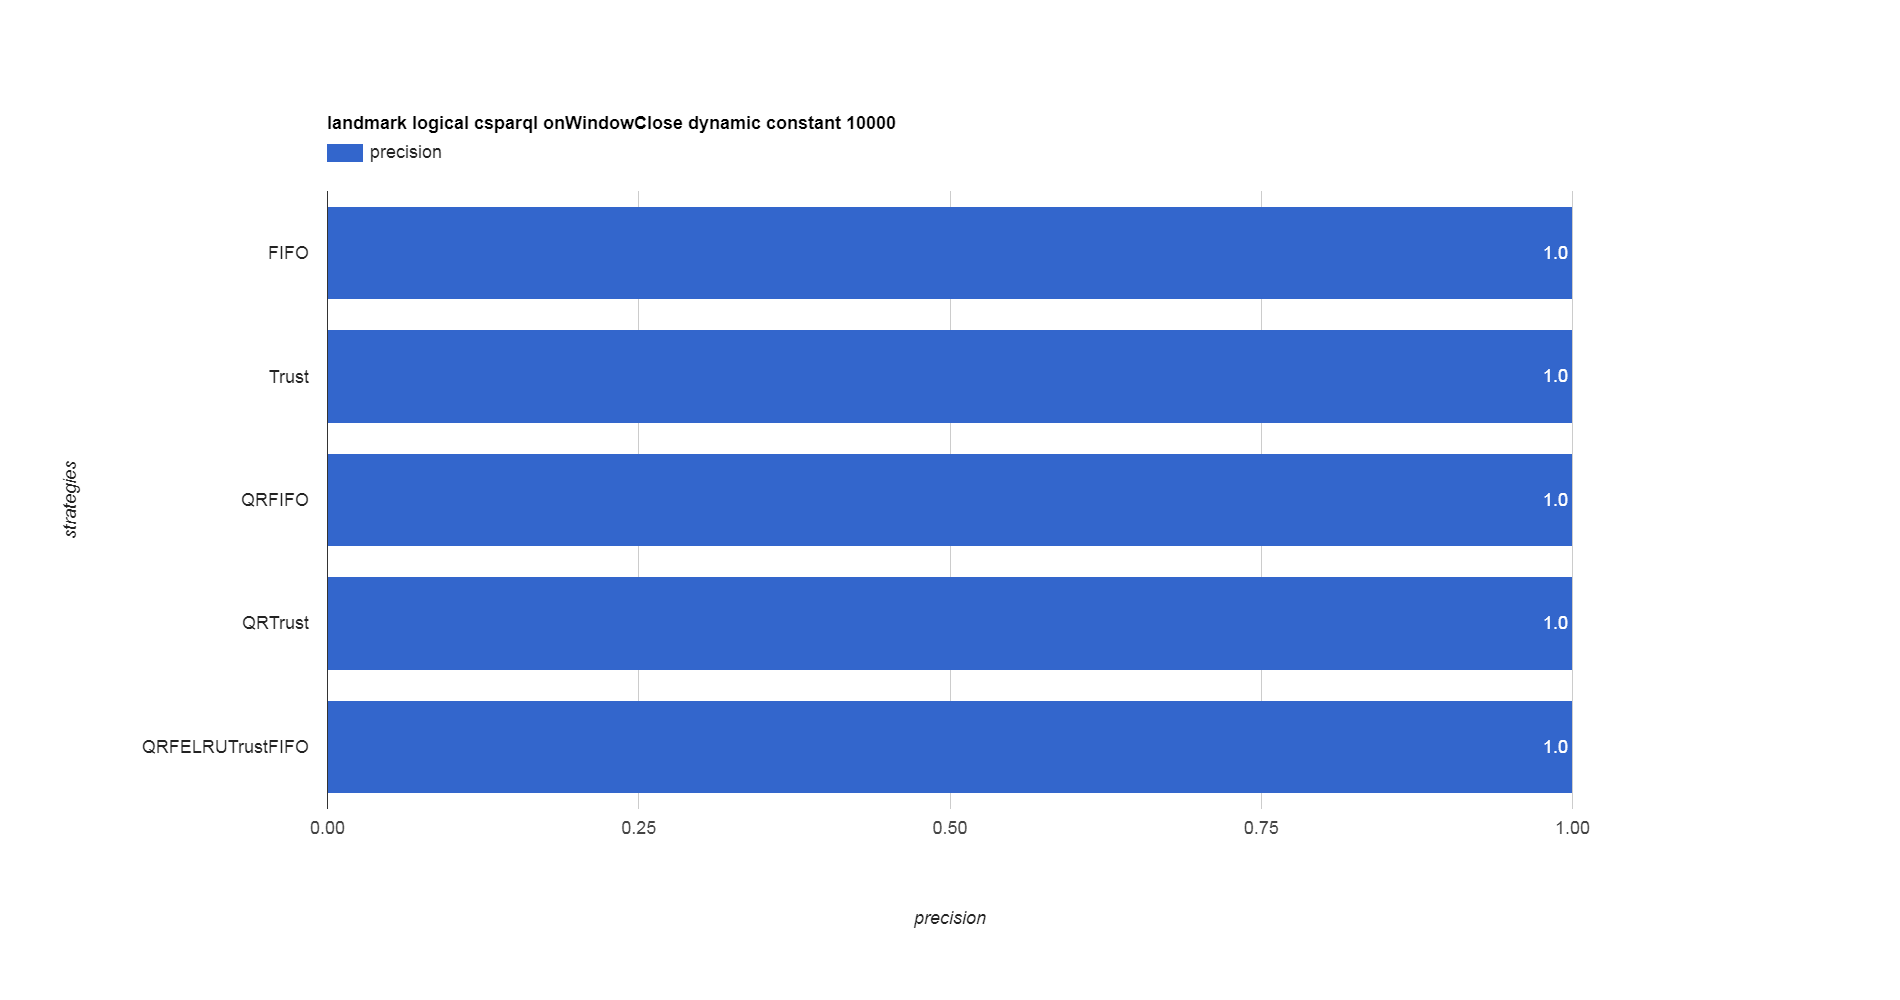 landmark logical csparql onWindowClose dynamic constant 10000
precision
FIFO
1.0
Trust
1.0
QRFIFO
1.0
QRTrust
1.0
QRFELRUTrustFIFO
1.0
strategies
0.00 0.25 0.50 0.75 1.00
precision